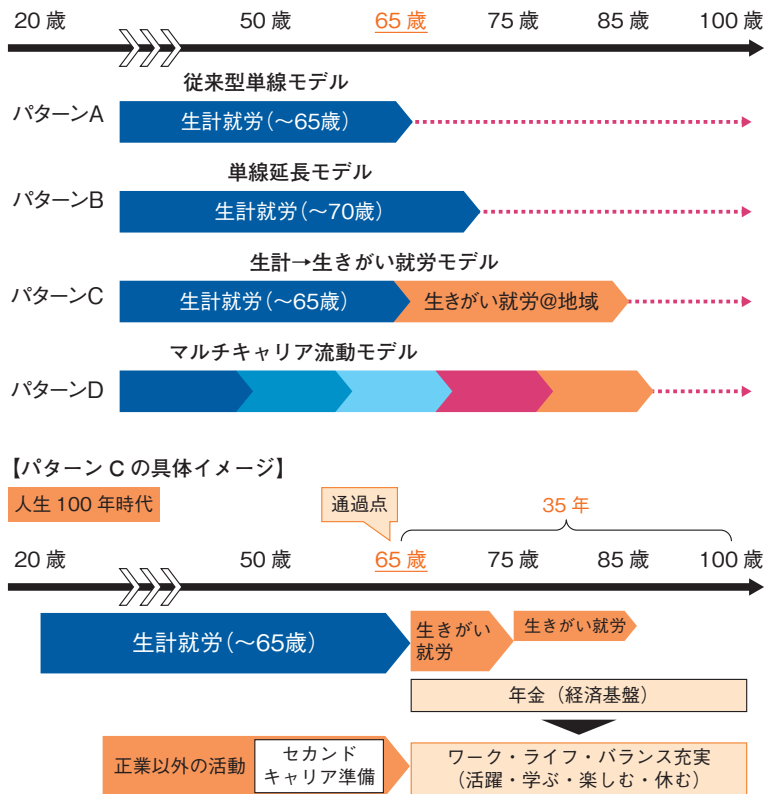 20歳 50歳 65歳 75歳 85歳 100歳
従来型単線モデル
パターンA
生計就労(～65歳)
単線延長モデル
パターンB
生計就労(～70歳)
生計→生きがい就労モデル
パターンC
生計就労(～65歳) 生きがい就労@地域
マルチキャリア流動モデル
パターンD
【パターン C の具体イメージ】
人生 100 年時代
通過点
35 年
20歳 50歳 65歳 75歳 85歳 100歳
生計就労(～65歳)
生きがい
就労
生きがい就労
年金（経済基盤）
正業以外の活動
セカンド
キャリア準備
ワーク・ライフ・バランス充実
（活躍・学ぶ・楽しむ・休む）